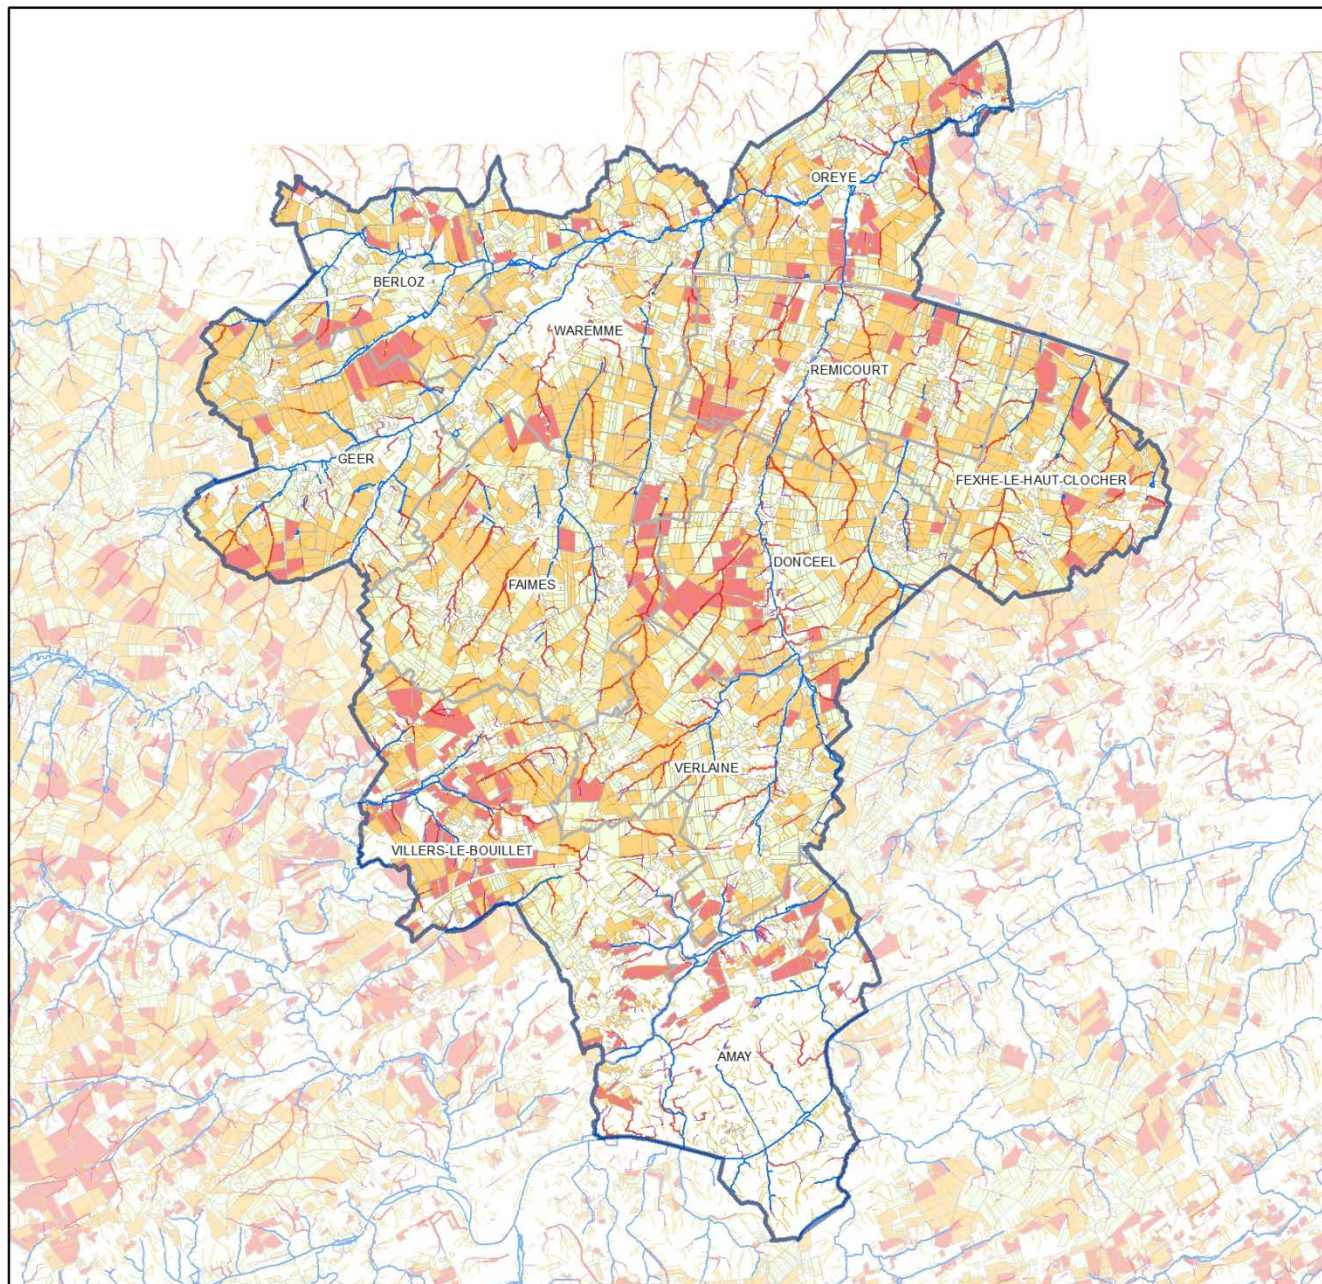 OREYE
BERLOZ
WAREMME
REMICOURT
GEER
FEXHE-LE-HAUT-CLOCHER
DONCEEL
FAIMES
VERLAINE
VILLERS-LE-BOUILLET
AMAY